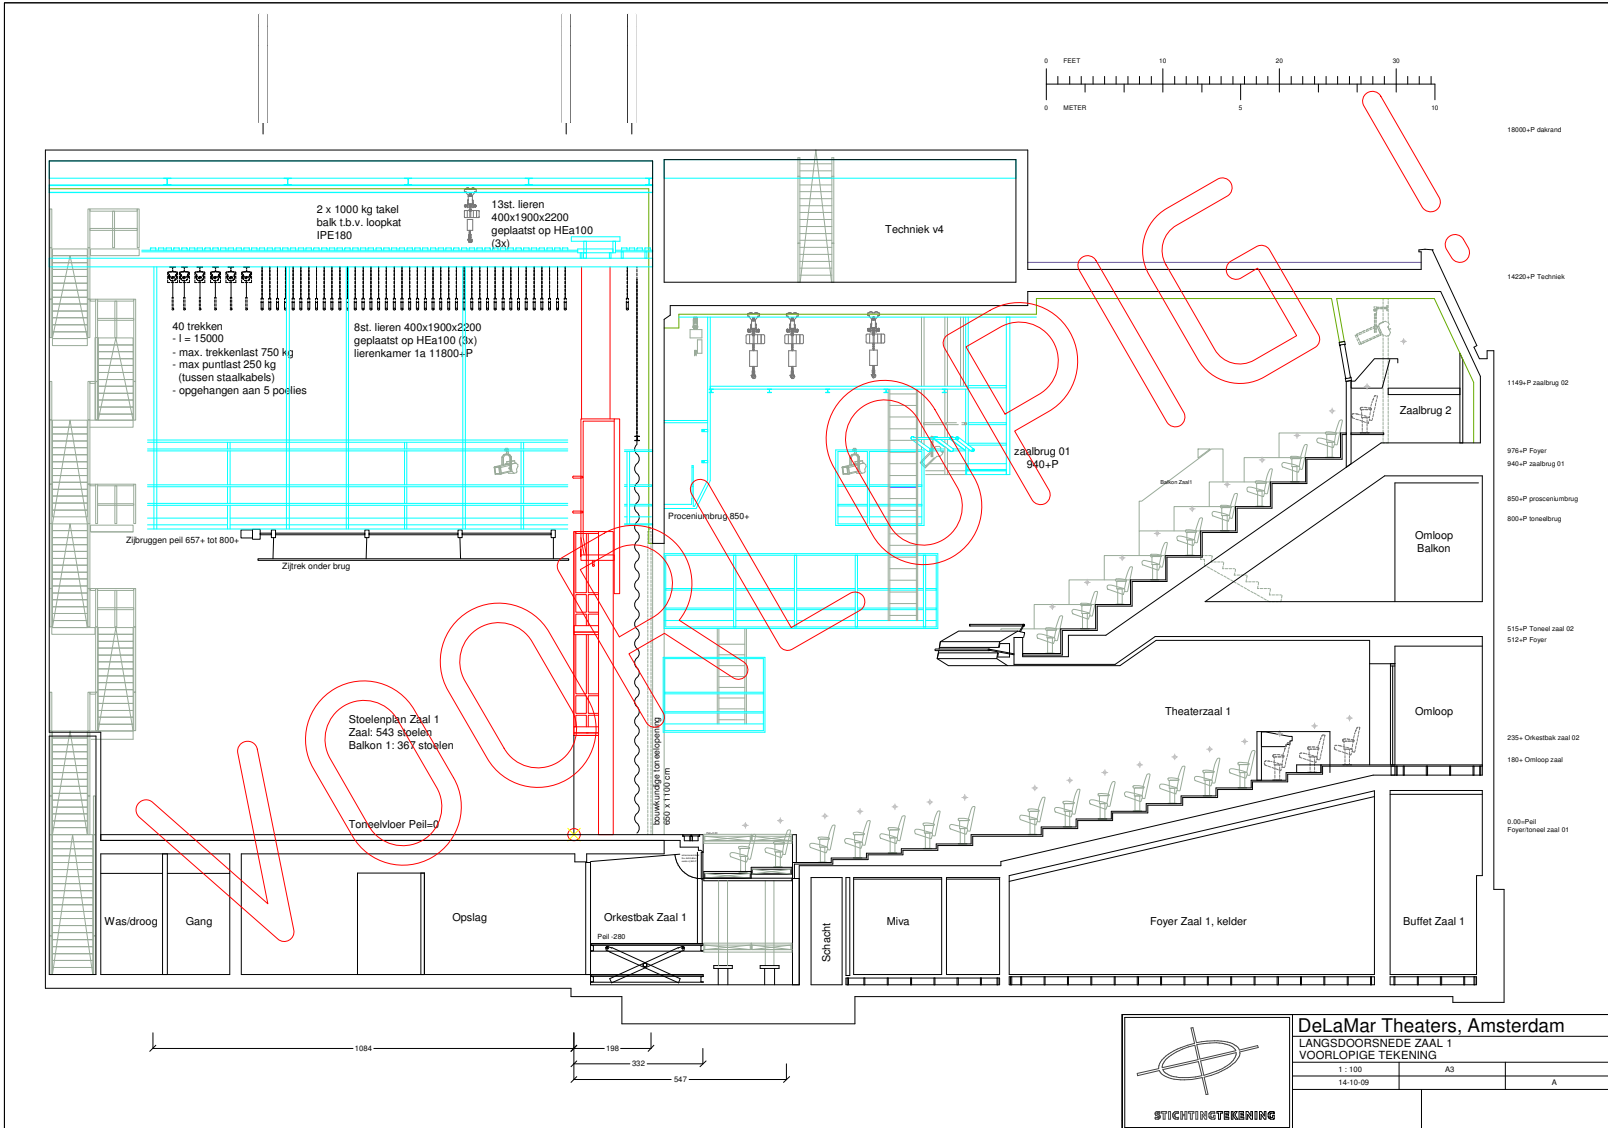 0 FEET 10 20 30
0 METER 5 10
18000+P dakrand
14220+P Techniek
1149+P zaalbrug 02
976+P Foyer
940+P zaalbrug 01
850+P prosceniumbrug
800+P toneelbrug
515+P Toneel zaal 02
512+P Foyer
235+ Orkestbak zaal 02
180+ Omloop zaal
0.00=Peil
Foyer/toneel zaal 01
2 x 1000 kg takel
balk t.b.v. loopkat
IPE180
13st. lieren
400x1900x2200
geplaatst op HEa100
(3x)
Techniek v4
40 trekken
- l = 15000
- max. trekkenlast 750 kg
- max puntlast 250 kg
(tussen staalkabels)
- opgehangen aan 5 poelies
8st. lieren 400x1900x2200
geplaatst op HEa100 (3x)
lierenkamer 1a 11800+P
Zaalbrug 2
zaalbrug 01
940+P
Balkon Zaal1
Prosceniumbrug 850+
Zijbruggen peil 657+ tot 800+
Zijtrek onder brug
Omloop
Balkon
Stoelenplan Zaal 1
Zaal: 543 stoelen
Balkon 1: 367 stoelen
Theaterzaal 1
Omloop
bouwkundige toneelopening
650 x 1100 cm
Toneelvloer Peil=0
Was/droog
Gang
Opslag
Orkestbak Zaal 1
Peil -280
Schacht
Miva
Foyer Zaal 1, kelder
Buffet Zaal 1
1084
198
332
547
VOORLOPIG
STICHTINGTEKENING
DeLaMar Theaters, Amsterdam
LANGSDOORSNEDE ZAAL 1
VOORLOPIGE TEKENING
1 : 100 A3
14-10-09 A